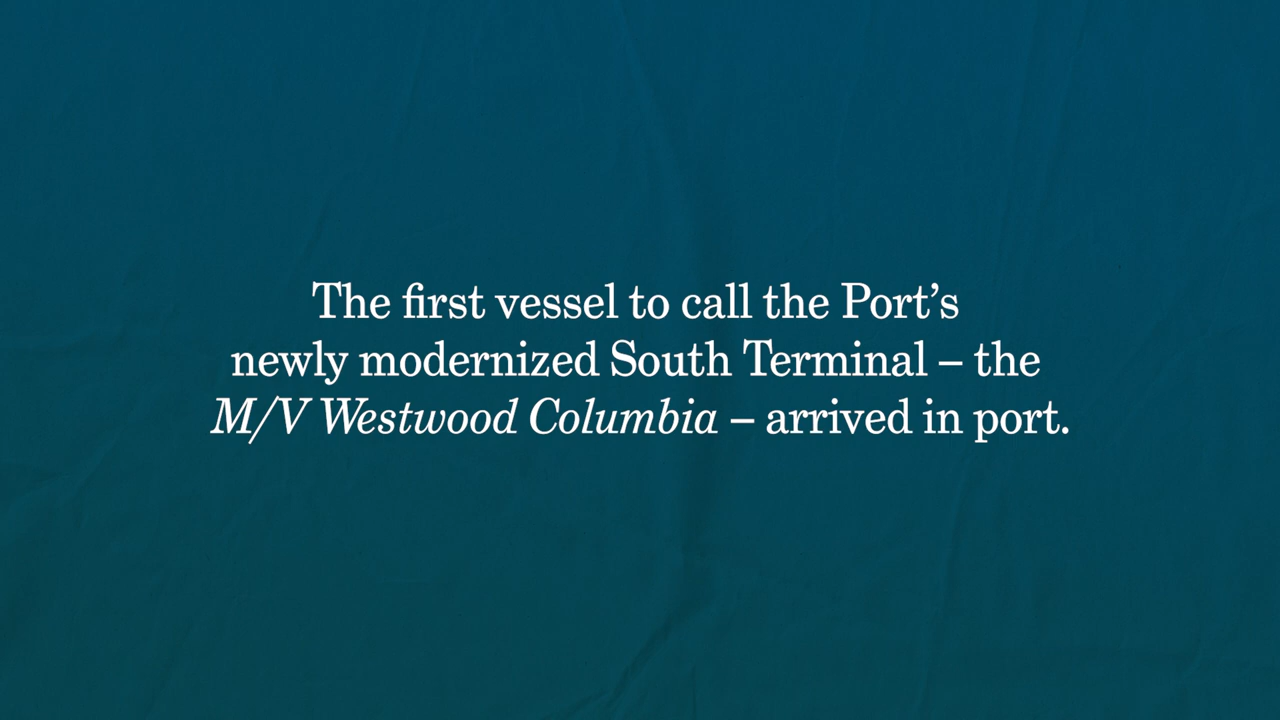 The first vessel to call the Port’s
newly modernized South Terminal – the
M/V Westwood Columbia – arrived in port.